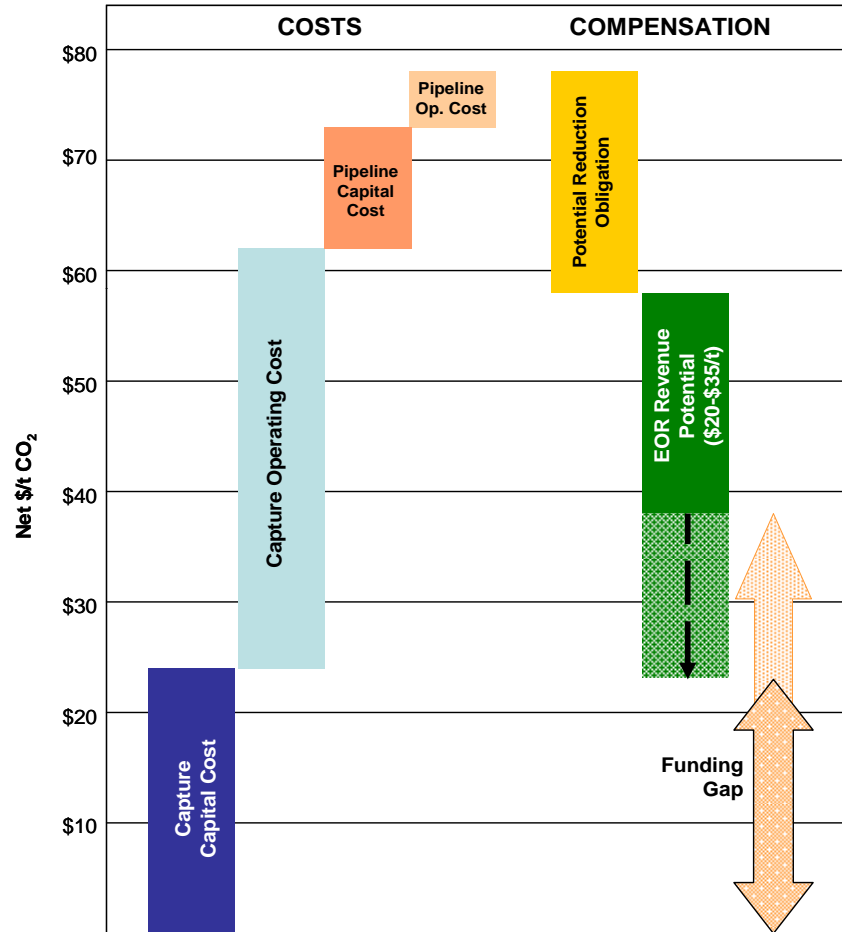 COSTS
COMPENSATION
$80
$70
$60
$50
$40
$30
$20
$10
Net $/t CO₂
Capture
Capital Cost
Capture Operating Cost
Pipeline
Capital
Cost
Pipeline
Op. Cost
Potential Reduction
Obligation
EOR Revenue
Potential
($20-$35/t)
Funding
Gap